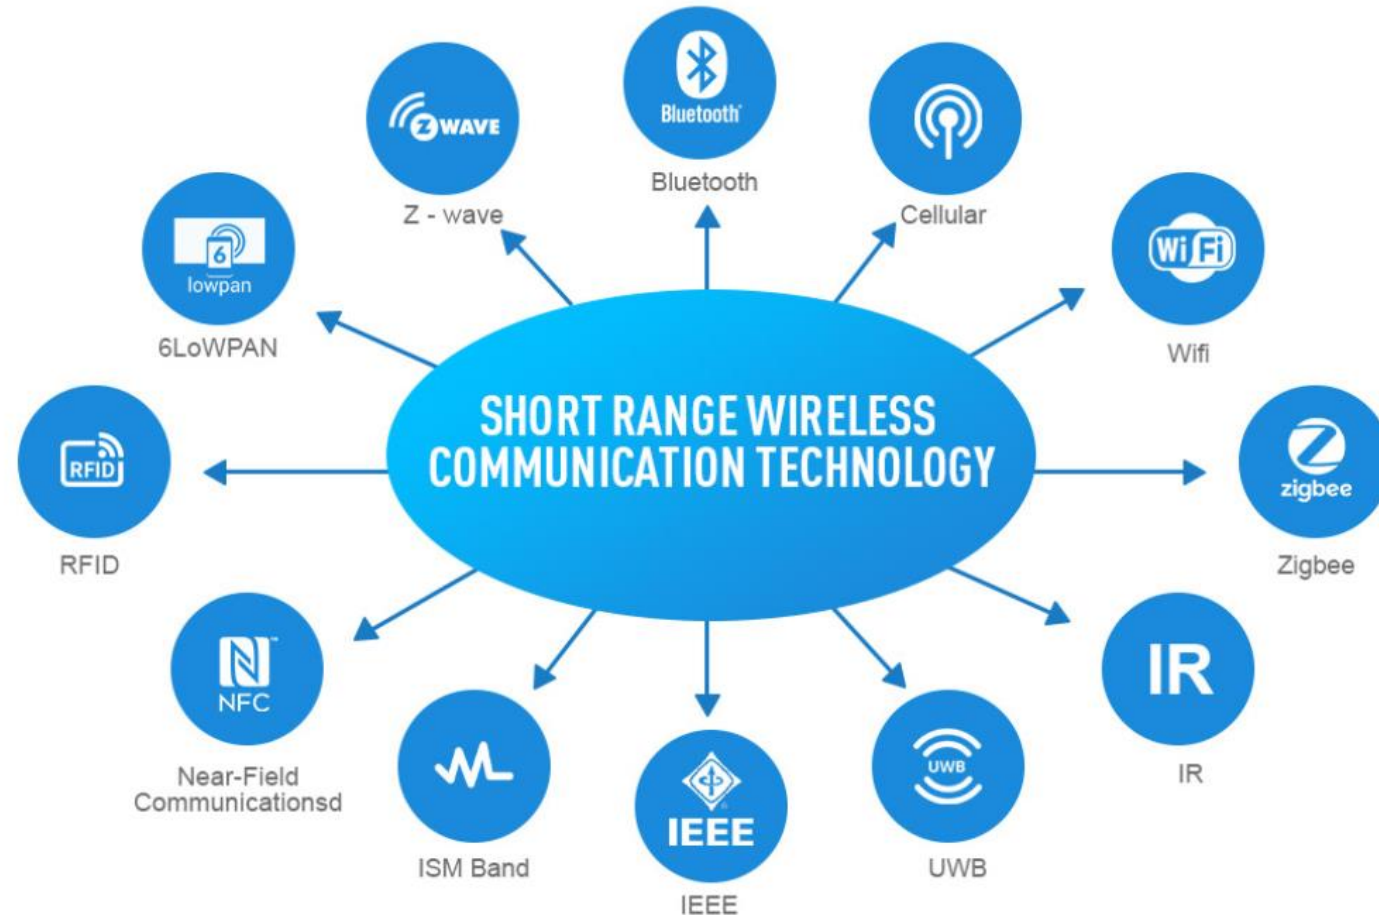 Bluetooth®
Bluetooth
Z WAVE
Z - wave
Cellular
6
lowpan
6LoWPAN
WiFi
Wifi
SHORT RANGE WIRELESS
COMMUNICATION TECHNOLOGY
RFID
RFID
zigbee
Zigbee
NFC
Near-Field
Communicationsd
IR
IR
ISM Band
IEEE
IEEE
UWB
UWB